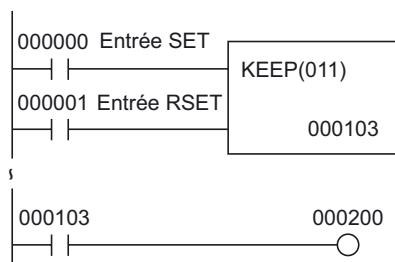 000000 Entrée SET
KEEP(011)
000001 Entrée RSET
000103
000103
000200